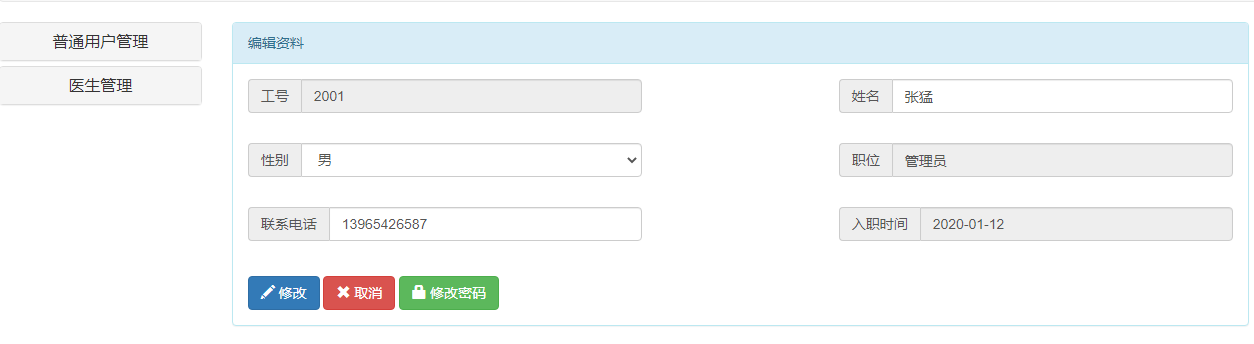 普通用户管理
医生管理
编辑资料
工号 2001
姓名 张猛
性别 男
职位 管理员
联系电话 13965426587
入职时间 2020-01-12
修改 取消 修改密码